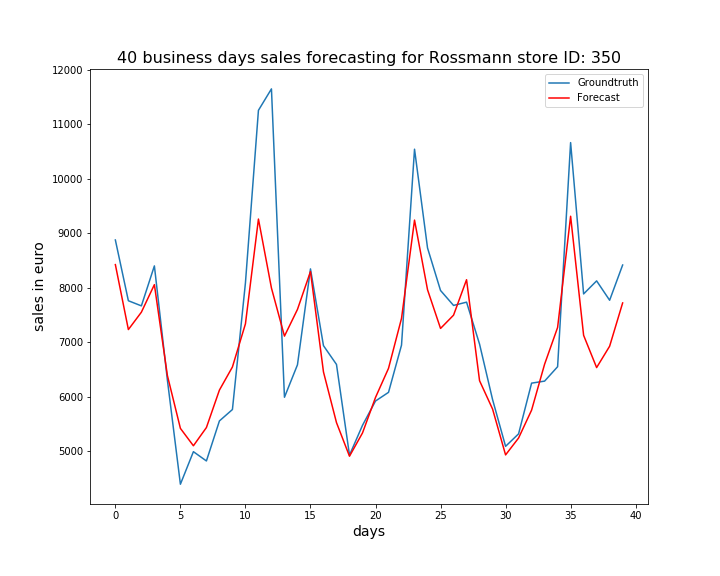 40 business days sales forecasting for Rossmann store ID: 350
Groundtruth
Forecast
12000
11000
10000
9000
8000
7000
6000
5000
sales in euro
0 5 10 15 20 25 30 35 40
days